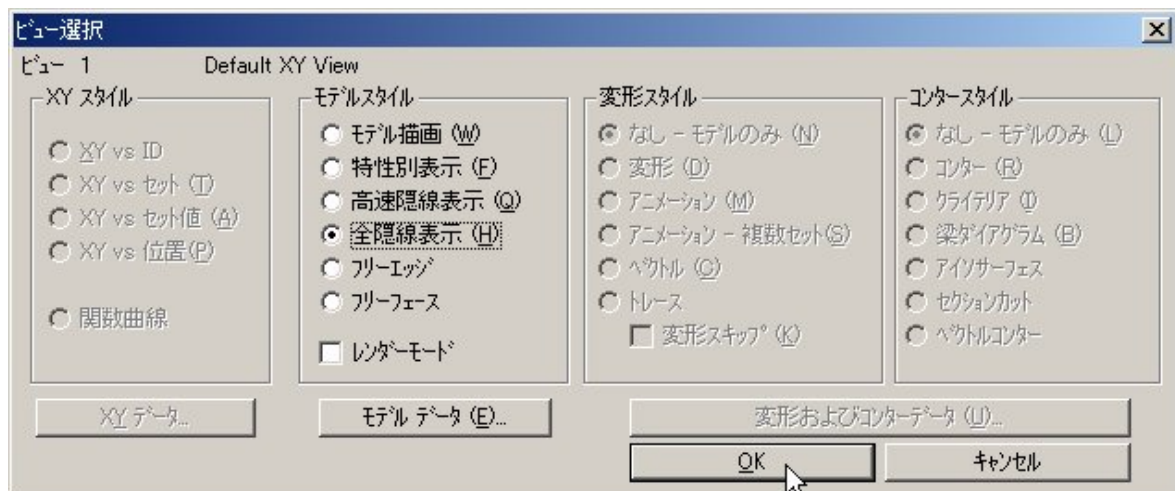 ビュー選択
ビュー 1 Default XY View
XY スタイル
XY vs ID
XY vs セット (T)
XY vs セット値 (A)
XY vs 位置(P)
関数曲線
XY データ...
モデルスタイル
モデル描画 (W)
特性別表示 (F)
高速隠線表示 (Q)
全隠線表示 (H)
フリーエッジ
フリーフェース
レンダーモード
モデル データ (E)...
変形スタイル
なし - モデルのみ (N)
変形 (D)
アニメーション (M)
アニメーション - 複数セット(S)
ベクトル (C)
トレース
変形スキップ (K)
コンタースタイル
なし - モデルのみ (L)
コンター (R)
クライテリア (I)
梁ダイアグラム (B)
アイソサーフェス
セクションカット
ベクトルコンター
変形およびコンターデータ (U)...
OK
キャンセル